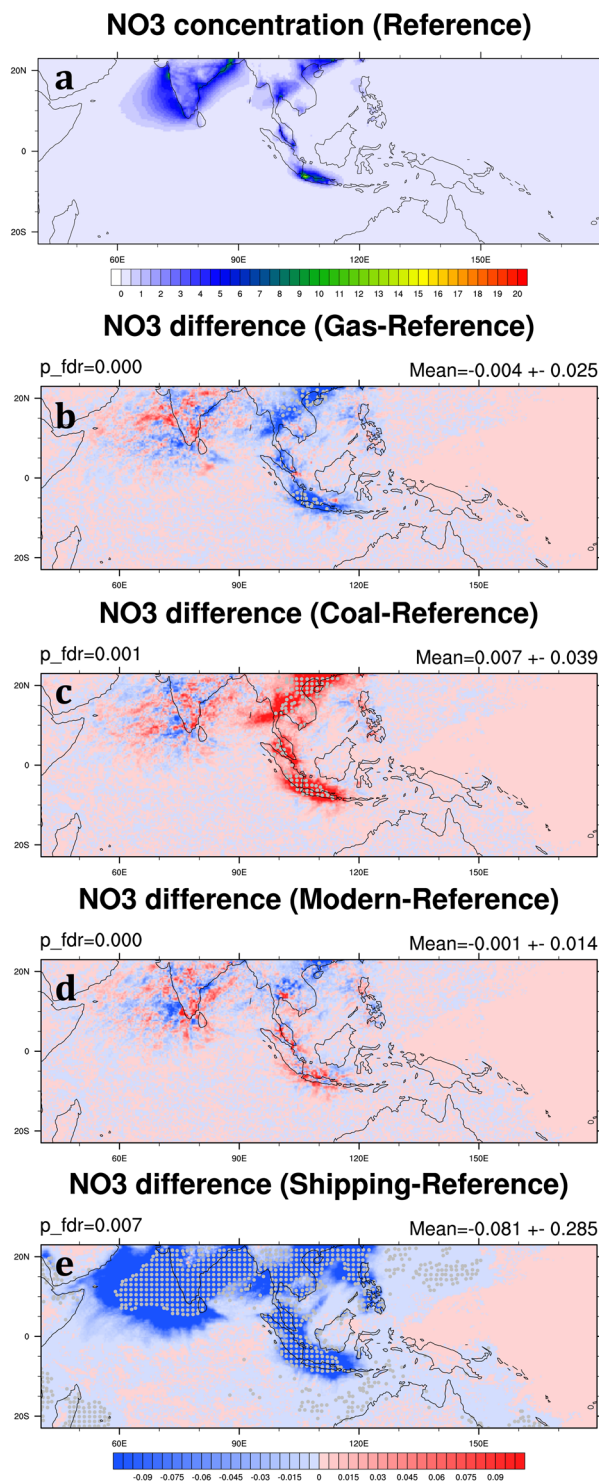 NO3 concentration (Reference)
a
20N
0
20S
60E 90E 120E 150E
0 1 2 3 4 5 6 7 8 9 10 11 12 13 14 15 16 17 18 19 20
NO3 difference (Gas-Reference)
p_fdr=0.000 Mean=-0.004 +- 0.025
b
20N
0
20S
60E 90E 120E 150E
NO3 difference (Coal-Reference)
p_fdr=0.001 Mean=0.007 +- 0.039
c
20N
0
20S
60E 90E 120E 150E
NO3 difference (Modern-Reference)
p_fdr=0.000 Mean=-0.001 +- 0.014
d
20N
0
20S
60E 90E 120E 150E
NO3 difference (Shipping-Reference)
p_fdr=0.007 Mean=-0.081 +- 0.285
e
20N
0
20S
60E 90E 120E 150E
-0.09 -0.075 -0.06 -0.045 -0.03 -0.015 0 0.015 0.03 0.045 0.06 0.075 0.09